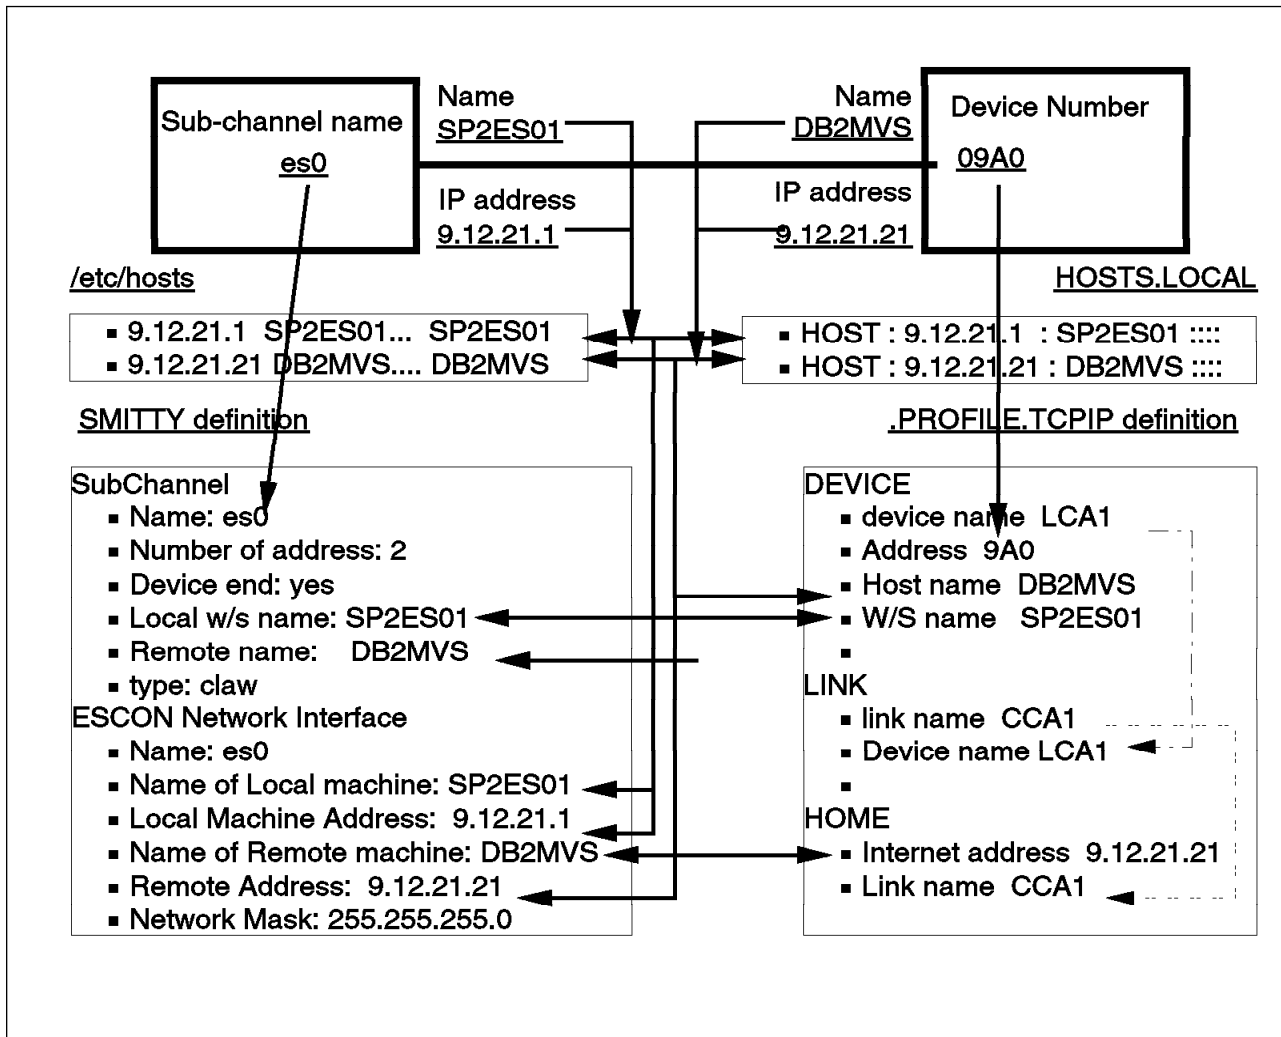 Sub-channel name
es0
Name
SP2ES01
IP address
9.12.21.1
Name
DB2MVS
IP address
9.12.21.21
Device Number
09A0
/etc/hosts
▪ 9.12.21.1 SP2ES01... SP2ES01
▪ 9.12.21.21 DB2MVS.... DB2MVS
HOSTS.LOCAL
▪ HOST : 9.12.21.1 : SP2ES01 ::::
▪ HOST : 9.12.21.21 : DB2MVS ::::
SMITTY definition
SubChannel
▪ Name: es0
▪ Number of address: 2
▪ Device end: yes
▪ Local w/s name: SP2ES01
▪ Remote name: DB2MVS
▪ type: claw
ESCON Network Interface
▪ Name: es0
▪ Name of Local machine: SP2ES01
▪ Local Machine Address: 9.12.21.1
▪ Name of Remote machine: DB2MVS
▪ Remote Address: 9.12.21.21
▪ Network Mask: 255.255.255.0
.PROFILE.TCPIP definition
DEVICE
▪ device name LCA1
▪ Address 9A0
▪ Host name DB2MVS
▪ W/S name SP2ES01
▪
LINK
▪ link name CCA1
▪ Device name LCA1
▪
HOME
▪ Internet address 9.12.21.21
▪ Link name CCA1